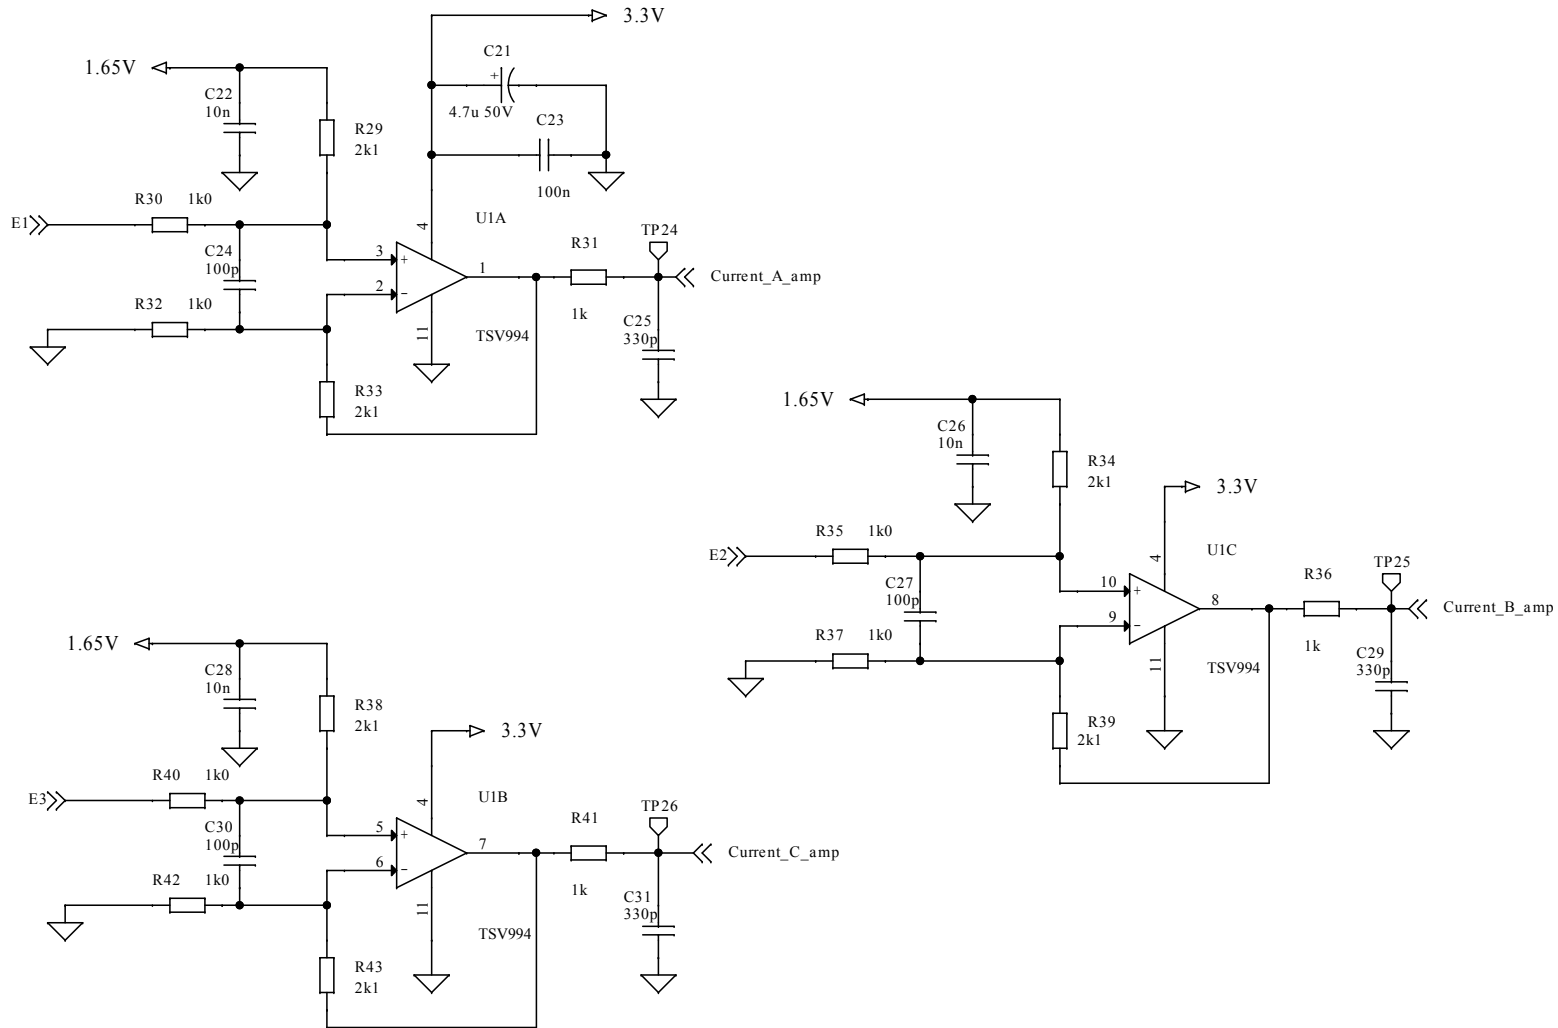 3.3V
C21
+
4.7u 50V
C23
100n
1.65V
C22
10n
R29
2k1
R30 1k0
E1
C24
100p
R32 1k0
U1A
4
3
+
2
−
1
11
TSV994
R33
2k1
R31
1k
TP24
Current_A_amp
C25
330p
1.65V
C26
10n
R34
2k1
3.3V
R35 1k0
E2
C27
100p
R37 1k0
U1C
4
10
+
9
−
8
11
TSV994
R39
2k1
R36
1k
TP25
Current_B_amp
C29
330p
1.65V
C28
10n
R38
2k1
3.3V
R40 1k0
E3
C30
100p
R42 1k0
U1B
4
5
+
6
−
7
11
TSV994
R43
2k1
R41
1k
TP26
Current_C_amp
C31
330p